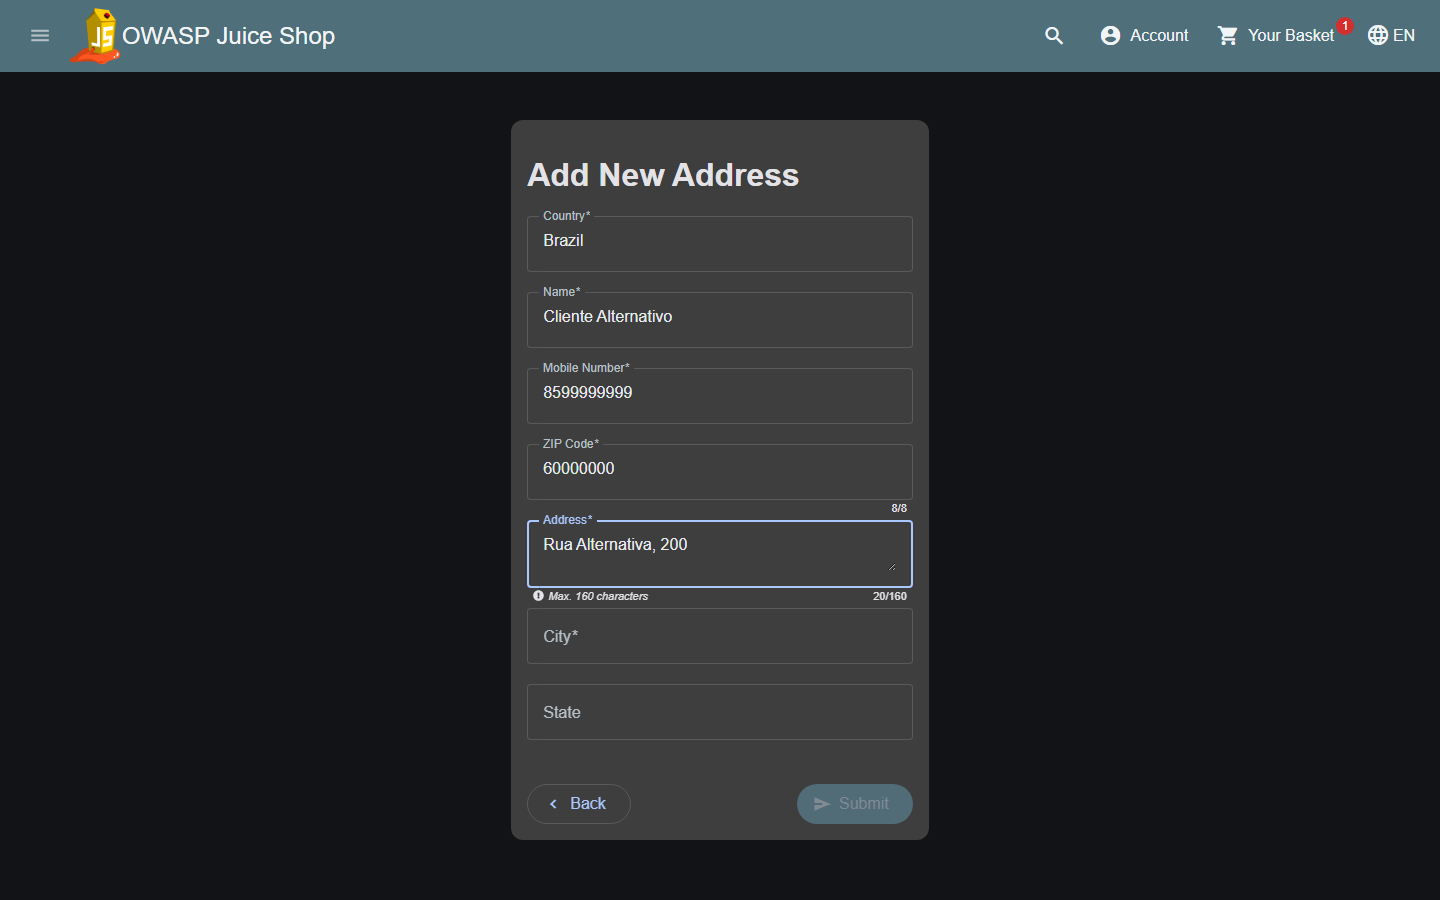 OWASP Juice Shop
Account
Your Basket
1
EN
Add New Address
Country*
Brazil
Name*
Cliente Alternativo
Mobile Number*
8599999999
ZIP Code*
60000000
8/8
Address*
Rua Alternativa, 200
Max. 160 characters
20/160
City*
State
Back
Submit